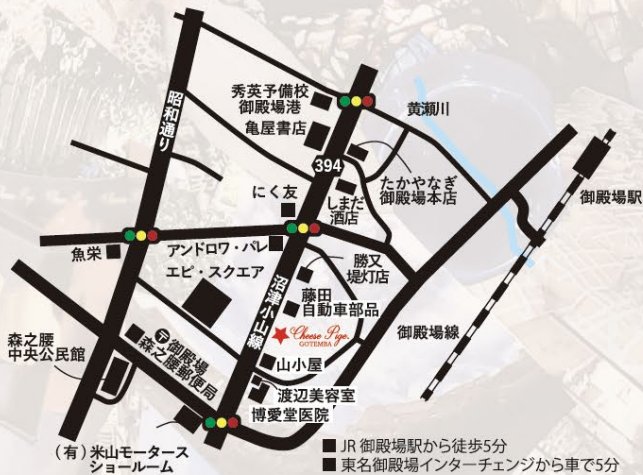 秀英予備校
御殿場港
亀屋書店
黄瀬川
昭和通り
394
たかやなぎ
御殿場本店
御殿場駅
にく友
しまだ
酒店
魚栄
アンドロワ・パレ
エピ・スクエア
勝又
堤灯店
沼津小山線
藤田
自動車部品
御殿場線
Cheese Pige.
GOTEMBA
森之腰
中央公民館
〒御殿場
森之腰郵便局
山小屋
渡辺美容室
博愛堂医院
(有)米山モータース
ショールーム
■ JR 御殿場駅から徒歩5分
■ 東名御殿場インターチェンジから車で5分